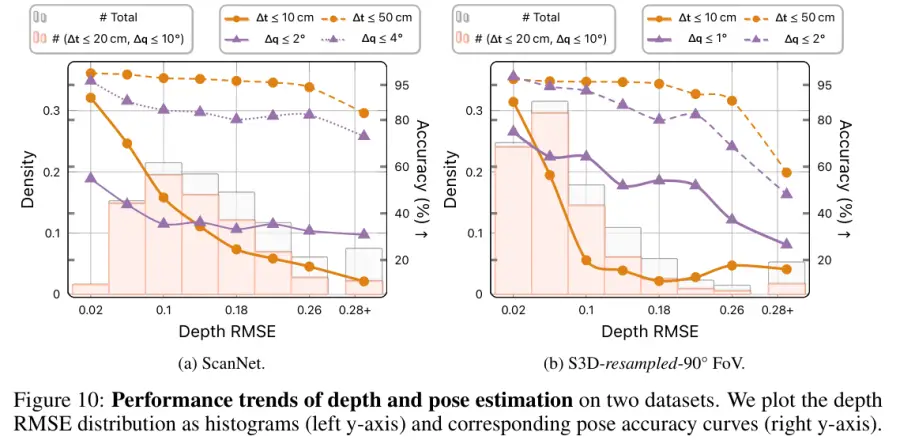 # Total
# (Δt ≤ 20 cm, Δq ≤ 10°)
Δt ≤ 10 cm
Δt ≤ 50 cm
Δq ≤ 2°
Δq ≤ 4°
Density
0.3
0.2
0.1
0
95
80
60
40
20
Accuracy (%) ↑
0.02
0.1
0.18
0.26
0.28+
Depth RMSE
(a) ScanNet.
# Total
# (Δt ≤ 20 cm, Δq ≤ 10°)
Δt ≤ 10 cm
Δt ≤ 50 cm
Δq ≤ 1°
Δq ≤ 2°
Density
0.3
0.2
0.1
0
95
80
60
40
20
Accuracy (%) ↑
0.02
0.1
0.18
0.26
0.28+
Depth RMSE
(b) S3D-resampled-90° FoV.
Figure 10: Performance trends of depth and pose estimation on two datasets. We plot the depth
RMSE distribution as histograms (left y-axis) and corresponding pose accuracy curves (right y-axis).